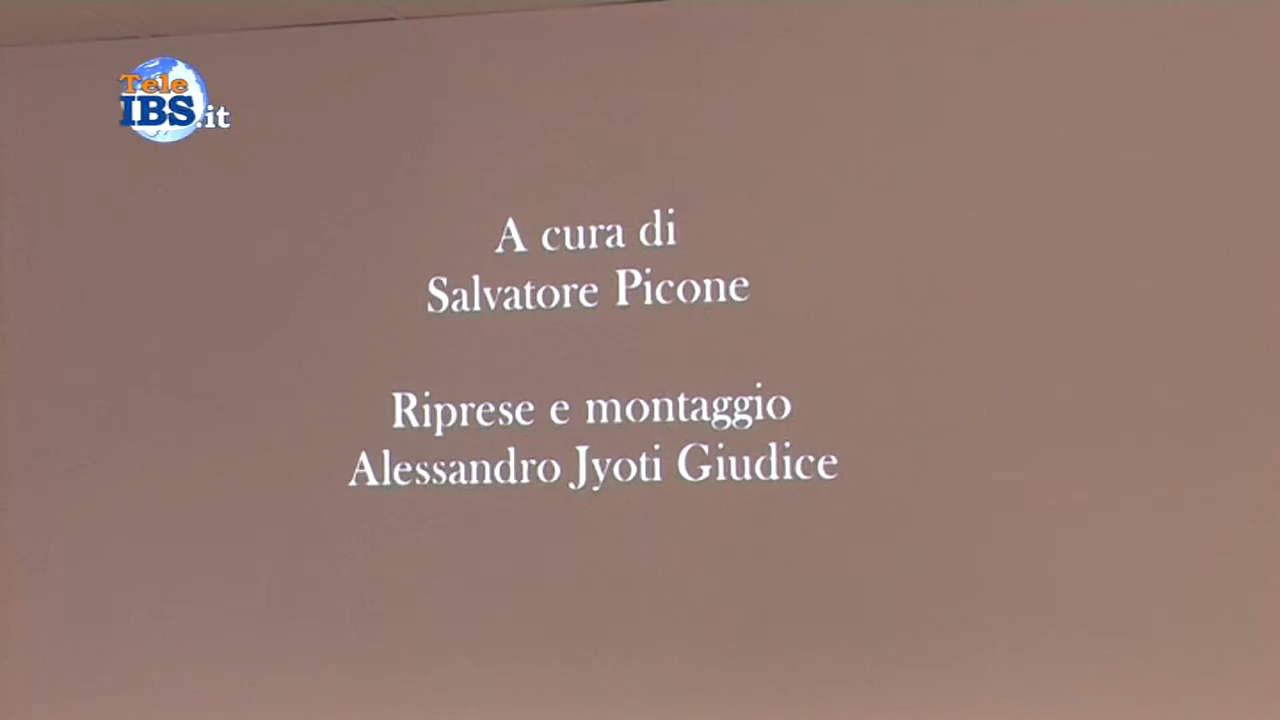 Tele
IBS.it
A cura di
Salvatore Picone
Riprese e montaggio
Alessandro Jyoti Giudice